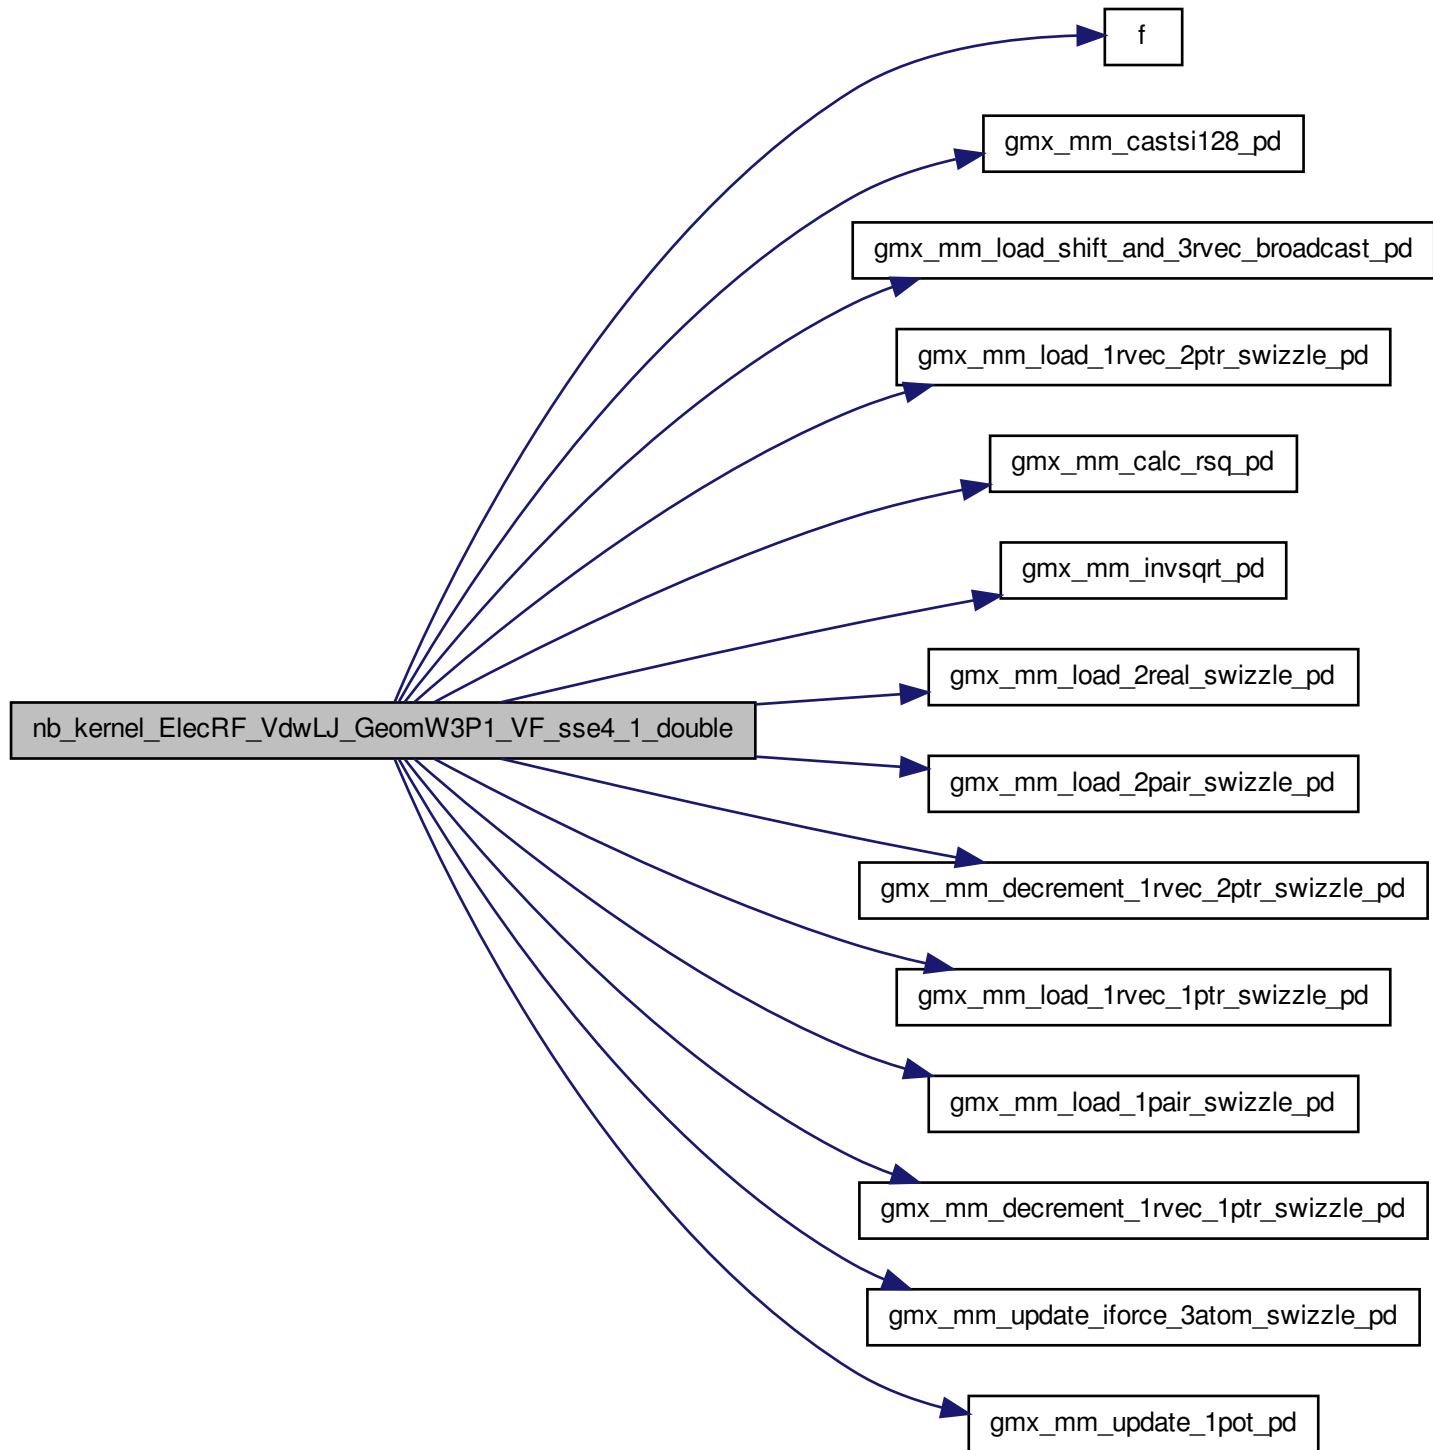 f
gmx_mm_castsi128_pd
gmx_mm_load_shift_and_3rvec_broadcast_pd
gmx_mm_load_1rvec_2ptr_swizzle_pd
gmx_mm_calc_rsq_pd
gmx_mm_invsqrt_pd
gmx_mm_load_2real_swizzle_pd
nb_kernel_ElecRF_VdwLJ_GeomW3P1_VF_sse4_1_double
gmx_mm_load_2pair_swizzle_pd
gmx_mm_decrement_1rvec_2ptr_swizzle_pd
gmx_mm_load_1rvec_1ptr_swizzle_pd
gmx_mm_load_1pair_swizzle_pd
gmx_mm_decrement_1rvec_1ptr_swizzle_pd
gmx_mm_update_iforce_3atom_swizzle_pd
gmx_mm_update_1pot_pd